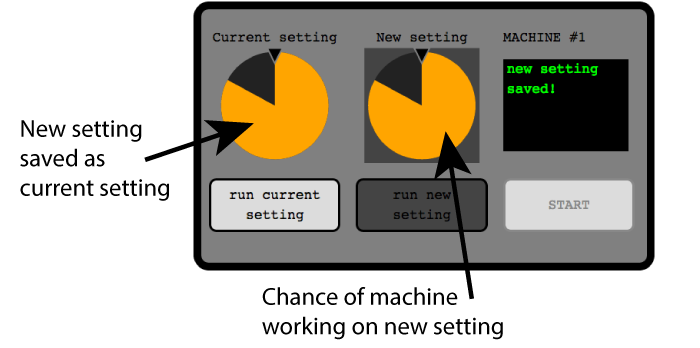 Current setting
New setting
MACHINE #1
new setting
saved!
New setting
saved as
current setting
run current
setting
run new
setting
START
Chance of machine
working on new setting